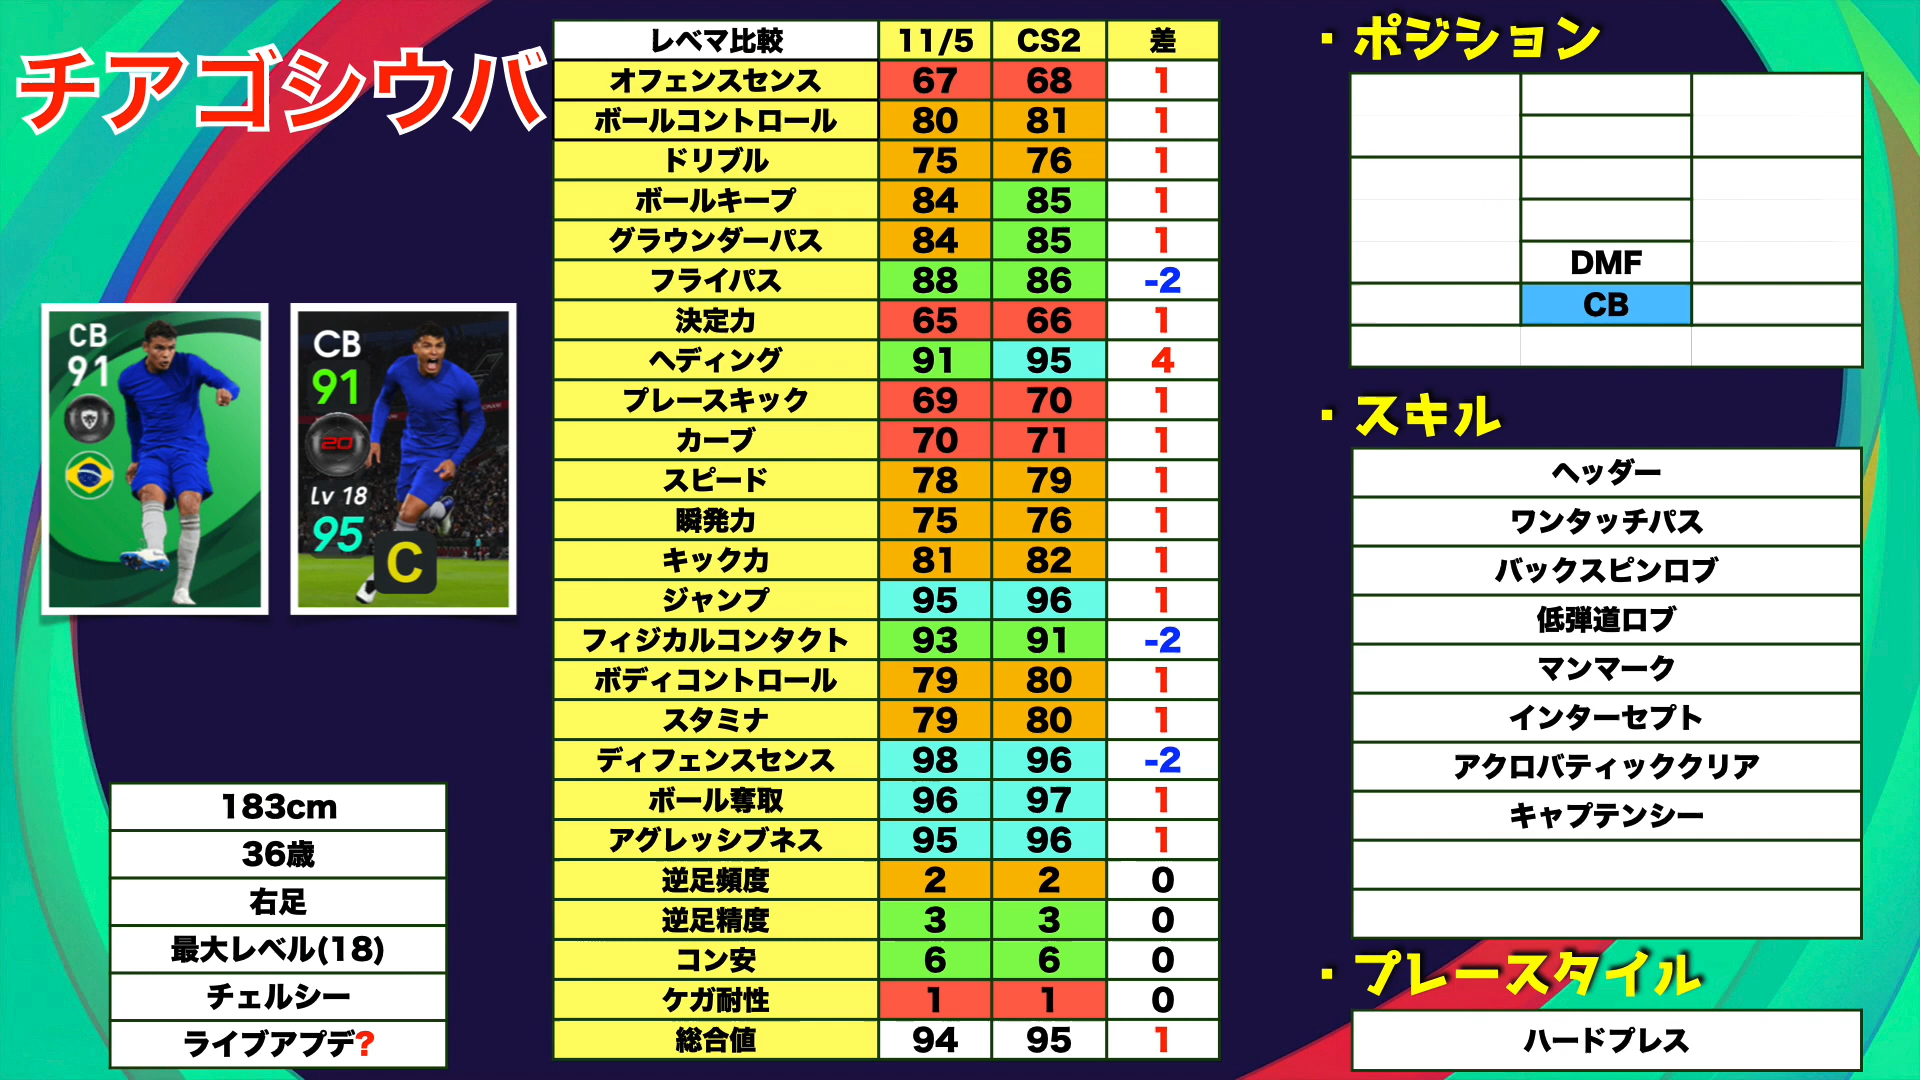 チアゴシウバ
CB
91
CB
91
20
Lv 18
95
C
183cm
36歳
右足
最大レベル(18)
チェルシー
ライブアプデ?
レベマ比較 11/5 CS2 差
オフェンスセンス 67 68 1
ボールコントロール 80 81 1
ドリブル 75 76 1
ボールキープ 84 85 1
グラウンダーパス 84 85 1
フライパス 88 86 -2
決定力 65 66 1
ヘディング 91 95 4
プレースキック 69 70 1
カーブ 70 71 1
スピード 78 79 1
瞬発力 75 76 1
キック力 81 82 1
ジャンプ 95 96 1
フィジカルコンタクト 93 91 -2
ボディコントロール 79 80 1
スタミナ 79 80 1
ディフェンスセンス 98 96 -2
ボール奪取 96 97 1
アグレッシブネス 95 96 1
逆足頻度 2 2 0
逆足精度 3 3 0
コン安 6 6 0
ケガ耐性 1 1 0
総合値 94 95 1
・ポジション
DMF
CB
・スキル
ヘッダー
ワンタッチパス
バックスピンロブ
低弾道ロブ
マンマーク
インターセプト
アクロバティッククリア
キャプテンシー
・プレースタイル
ハードプレス